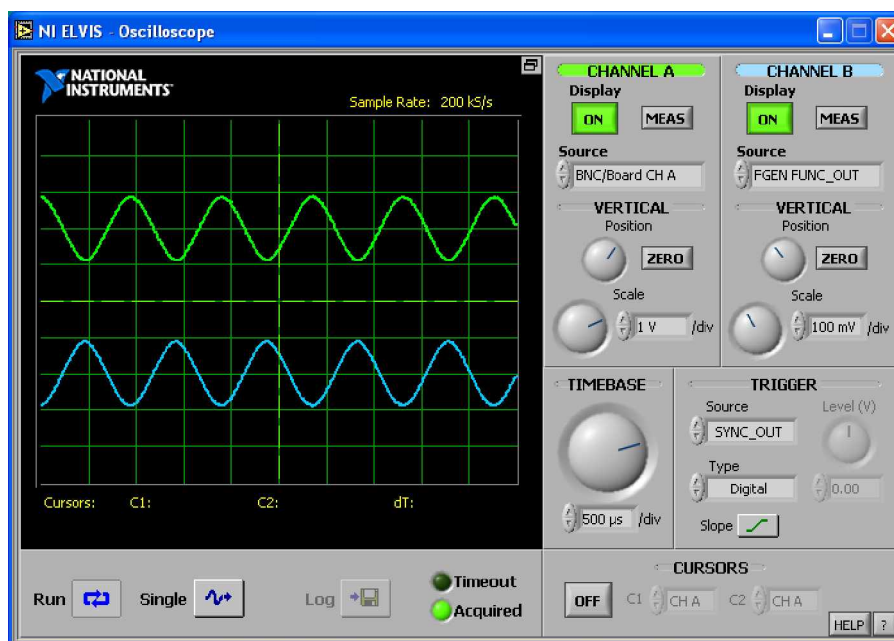 NI ELVIS - Oscilloscope
NATIONAL
INSTRUMENTS™
Sample Rate: 200 kS/s
Cursors: C1: C2: dT:
CHANNEL A
Display
ON MEAS
Source
BNC/Board CH A
VERTICAL
Position
ZERO
Scale
1 V /div
CHANNEL B
Display
ON MEAS
Source
FGEN FUNC_OUT
VERTICAL
Position
ZERO
Scale
100 mV /div
TIMEBASE
500 µs /div
TRIGGER
Source
SYNC_OUT
Level (V)
Type
Digital
0.00
Slope
Run
Single
Log
Timeout
Acquired
CURSORS
OFF C1 CH A C2 CH A
HELP ?